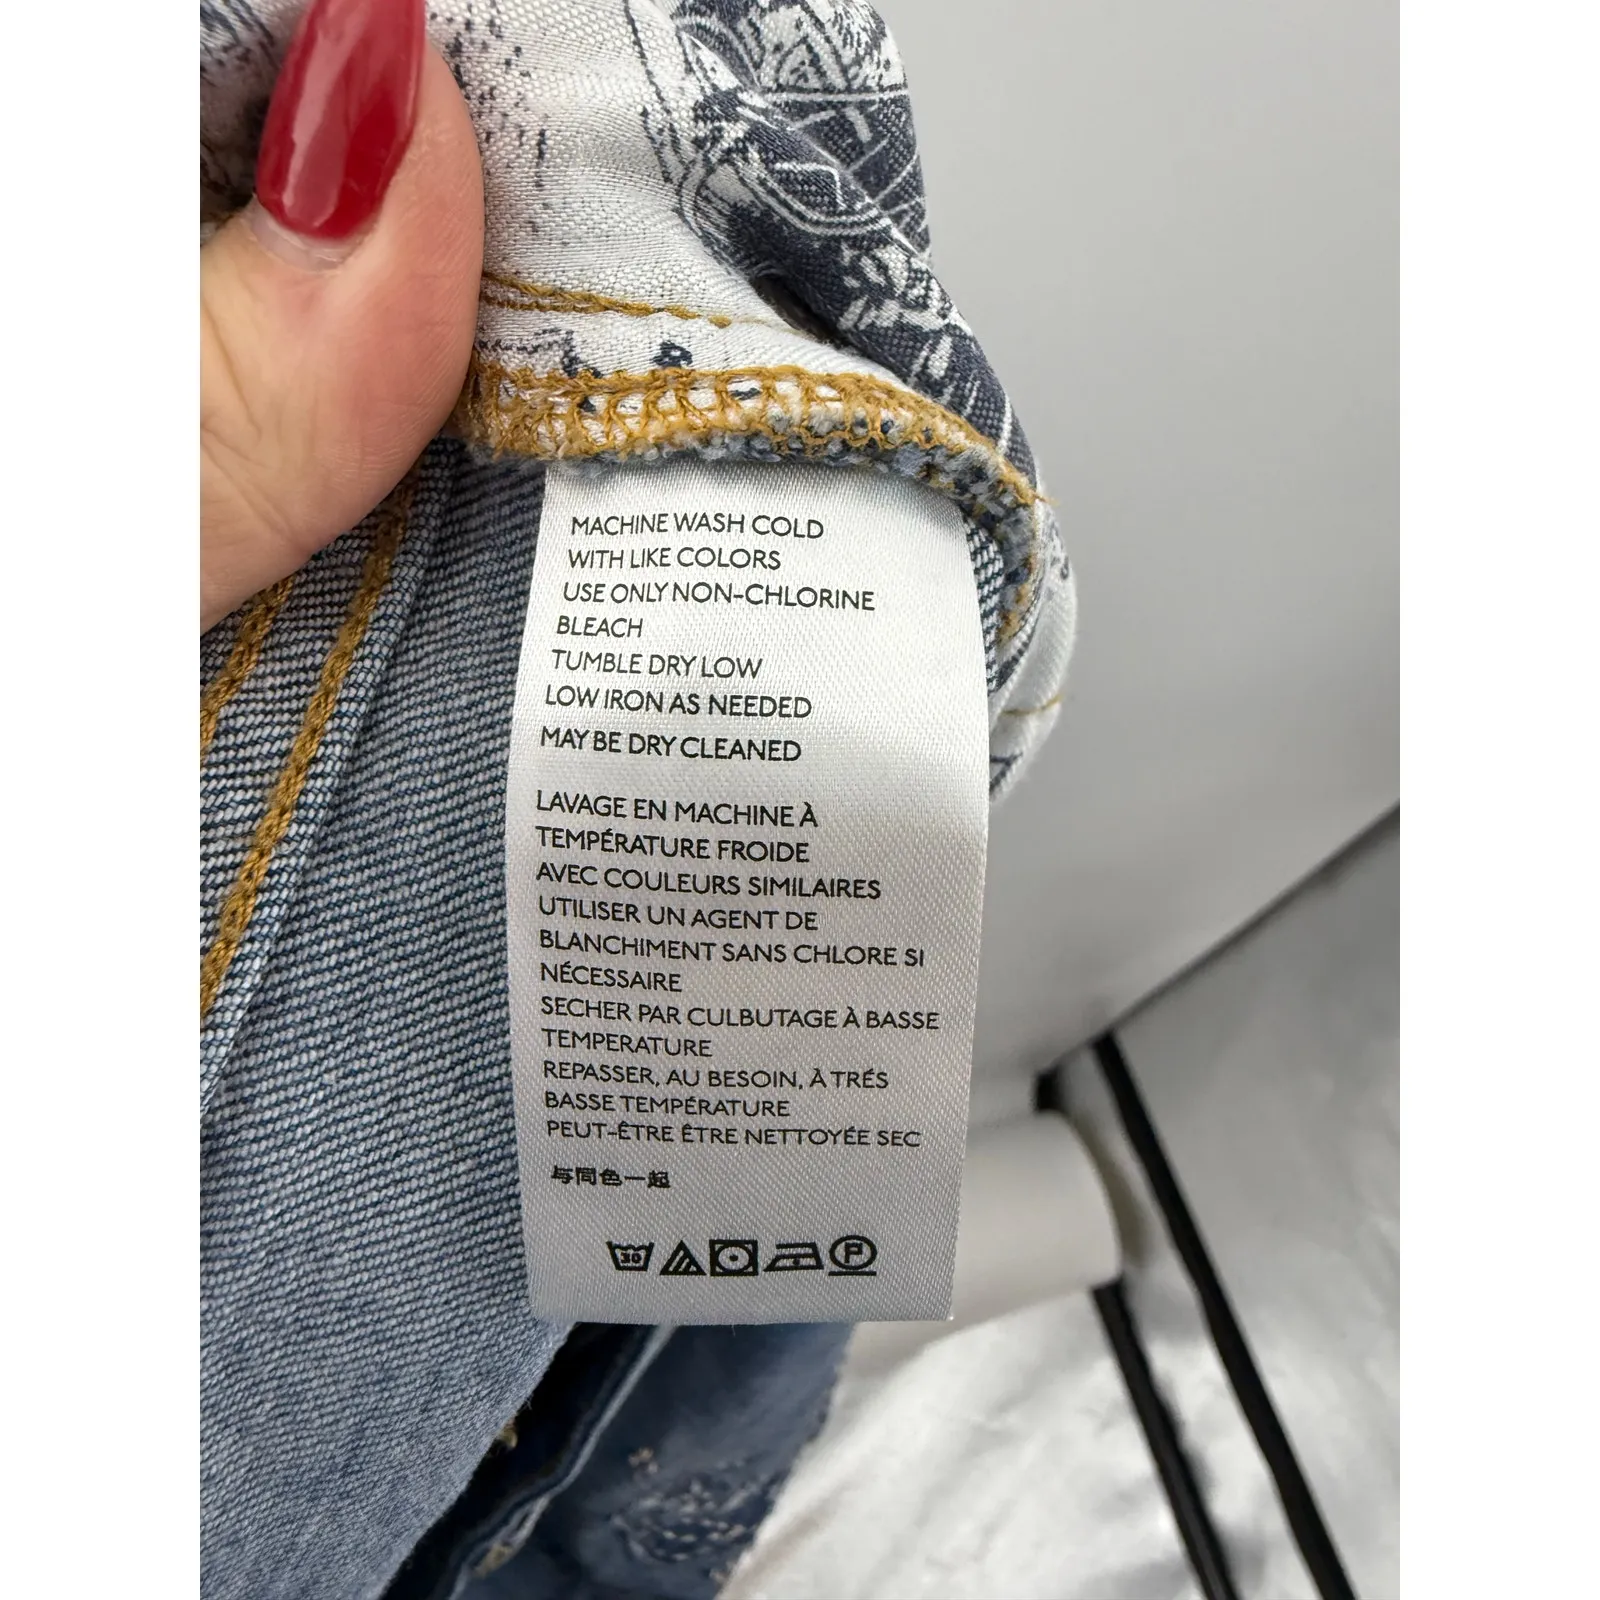 MACHINE WASH COLD
WITH LIKE COLORS
USE ONLY NON-CHLORINE
BLEACH
TUMBLE DRY LOW
LOW IRON AS NEEDED
MAY BE DRY CLEANED
LAVAGE EN MACHINE À
TEMPÉRATURE FROIDE
AVEC COULEURS SIMILAIRES
UTILISER UN AGENT DE
BLANCHIMENT SANS CHLORE SI
NÉCESSAIRE
SECHER PAR CULBUTAGE À BASSE
TEMPERATURE
REPASSER, AU BESOIN, À TRÉS
BASSE TEMPÉRATURE
PEUT-ÊTRE ÊTRE NETTOYÉE SEC
与同色一起
30 P